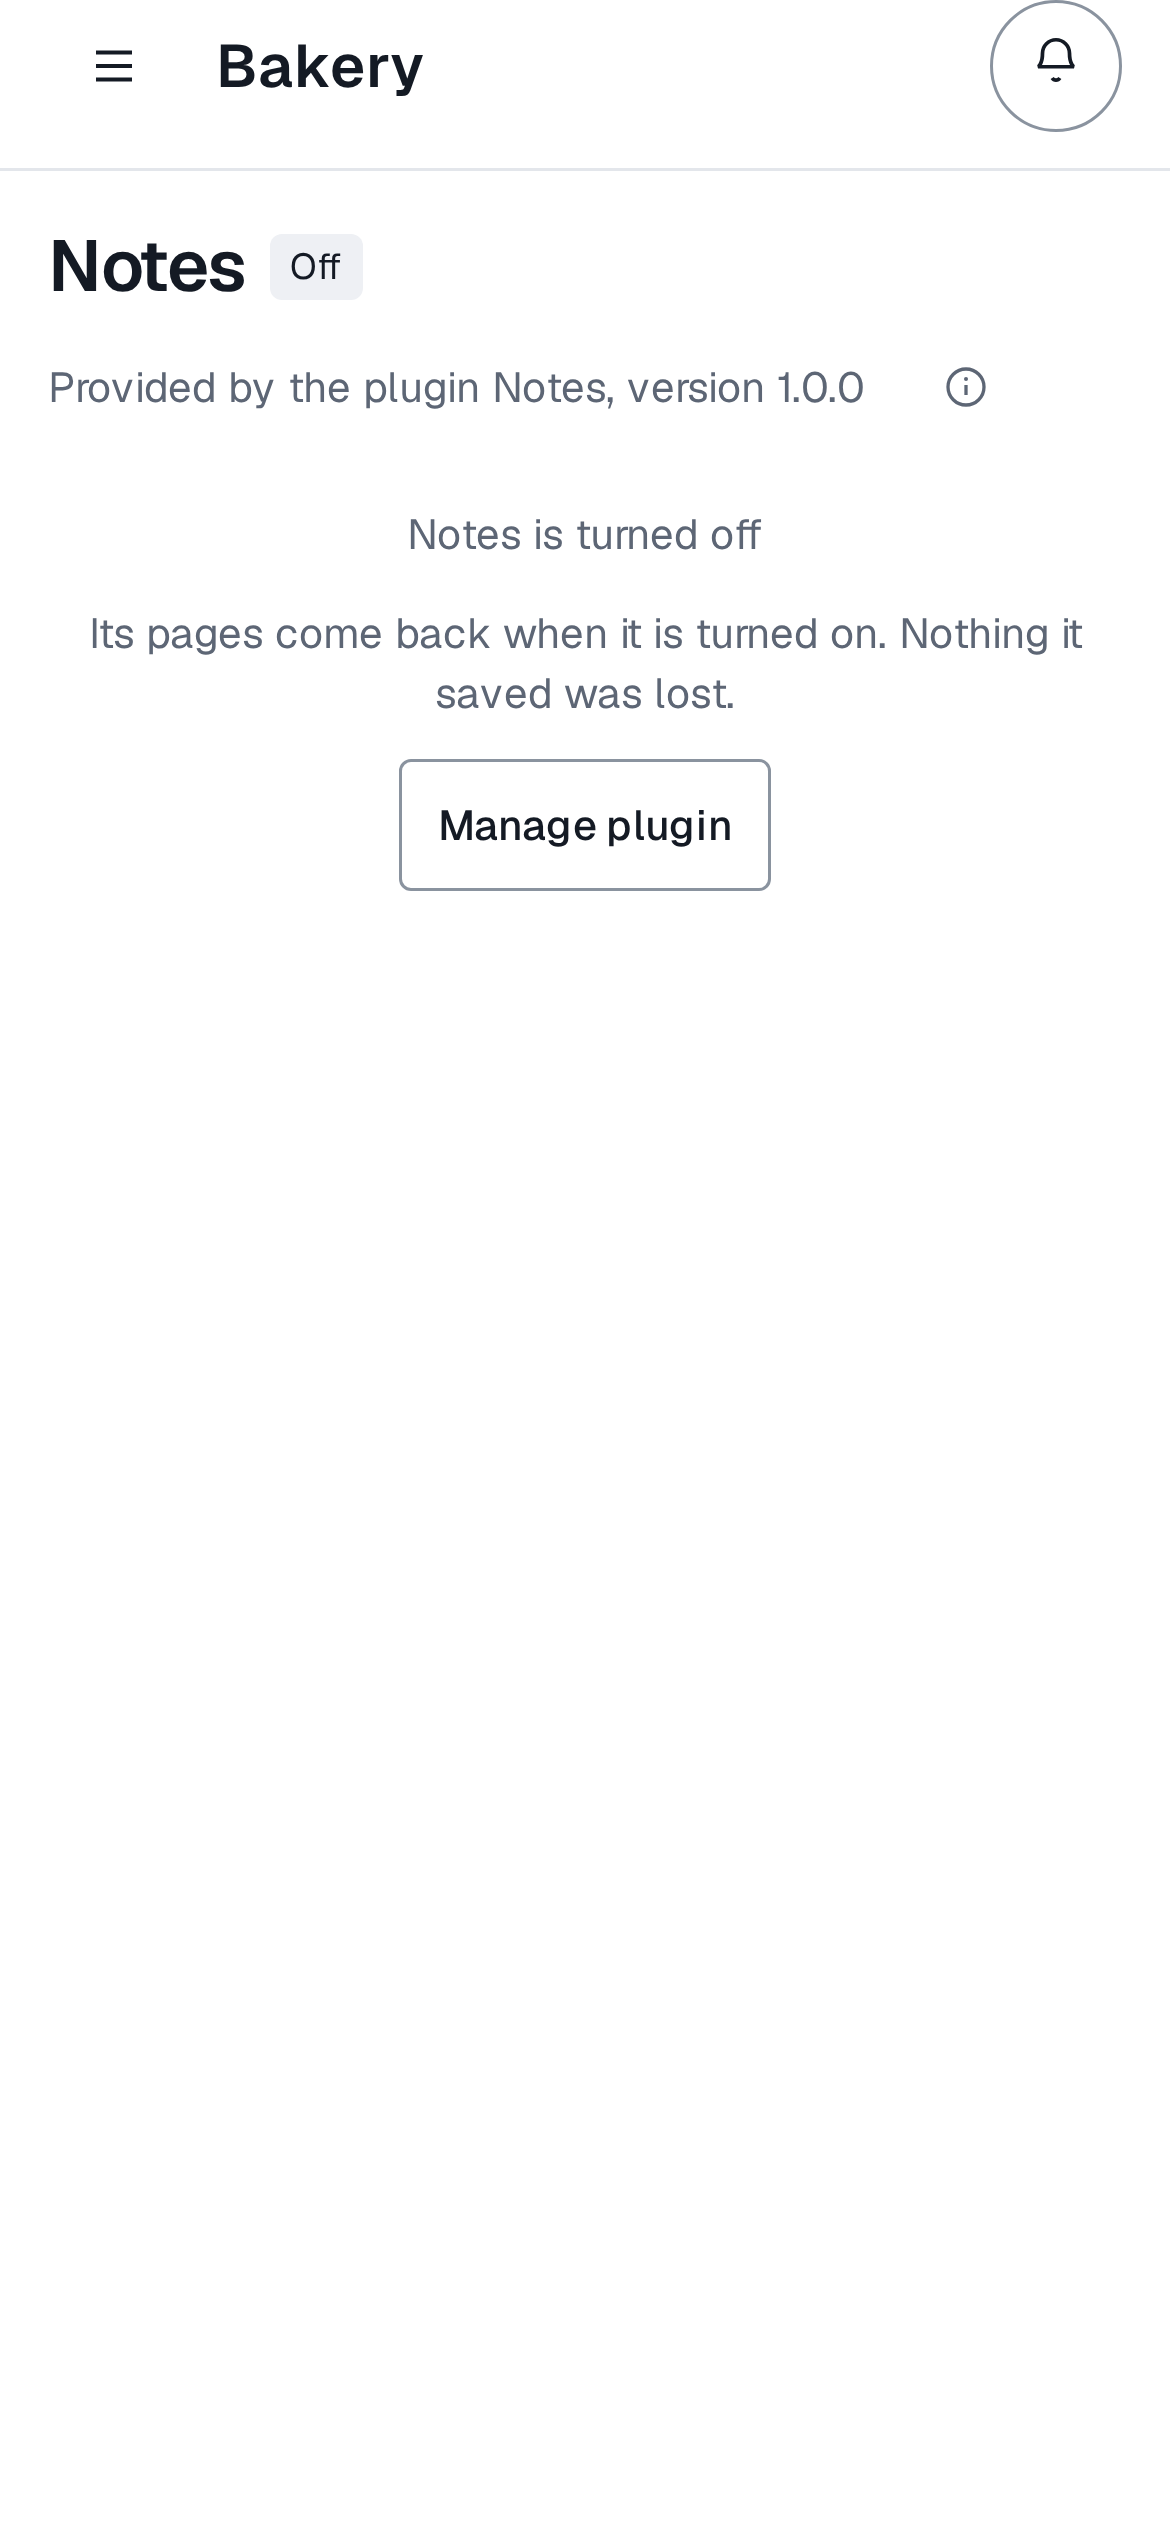 Bakery
Notes
Off
Provided by the plugin Notes, version 1.0.0
Notes is turned off
Its pages come back when it is turned on. Nothing it
saved was lost.
Manage plugin